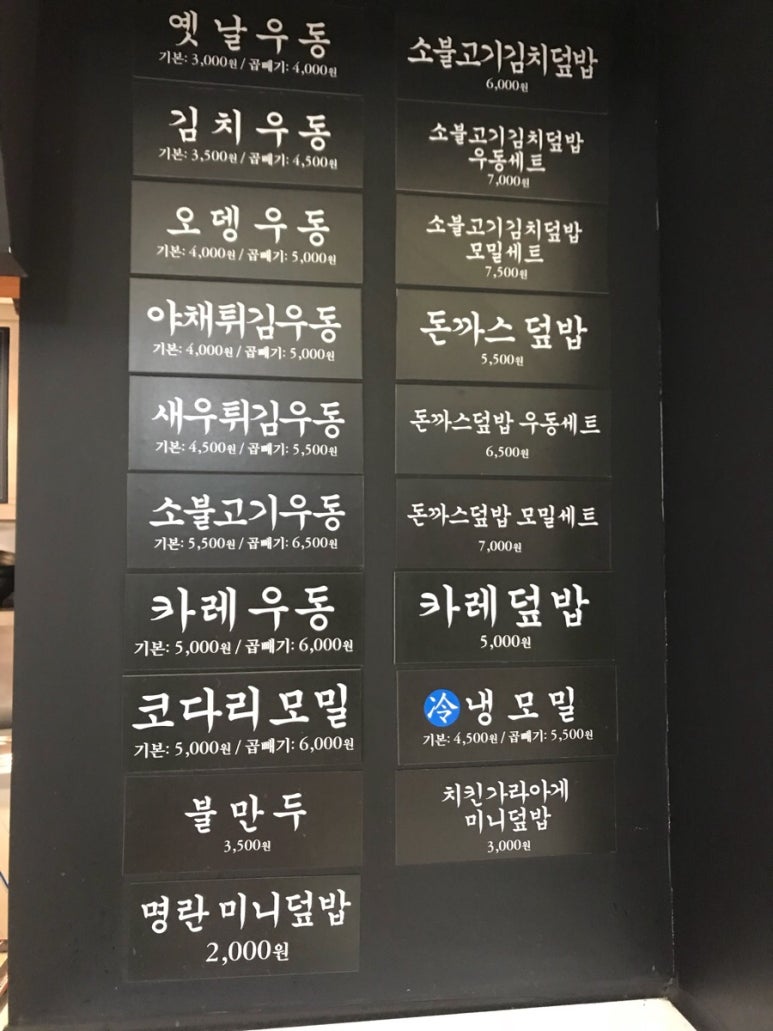 옛날우동
기본: 3,000원 / 곱빼기: 4,000원
김치우동
기본: 3,500원 / 곱빼기: 4,500원
오뎅우동
기본: 4,000원 / 곱빼기: 5,000원
야채튀김우동
기본: 4,000원 / 곱빼기: 5,000원
새우튀김우동
기본: 4,500원 / 곱빼기: 5,500원
소불고기우동
기본: 5,500원 / 곱빼기: 6,500원
카레우동
기본: 5,000원 / 곱빼기: 6,000원
코다리모밀
기본: 5,000원 / 곱빼기: 6,000원
불만두
3,500원
명란 미니덮밥
2,000원
소불고기김치덮밥
6,000원
소불고기김치덮밥
우동세트
7,000원
소불고기김치덮밥
모밀세트
7,500원
돈까스 덮밥
5,500원
돈까스덮밥 우동세트
6,500원
돈까스덮밥 모밀세트
7,000원
카레덮밥
5,000원
冷 냉모밀
기본: 4,500원 / 곱빼기: 5,500원
치킨가라아게
미니덮밥
3,000원